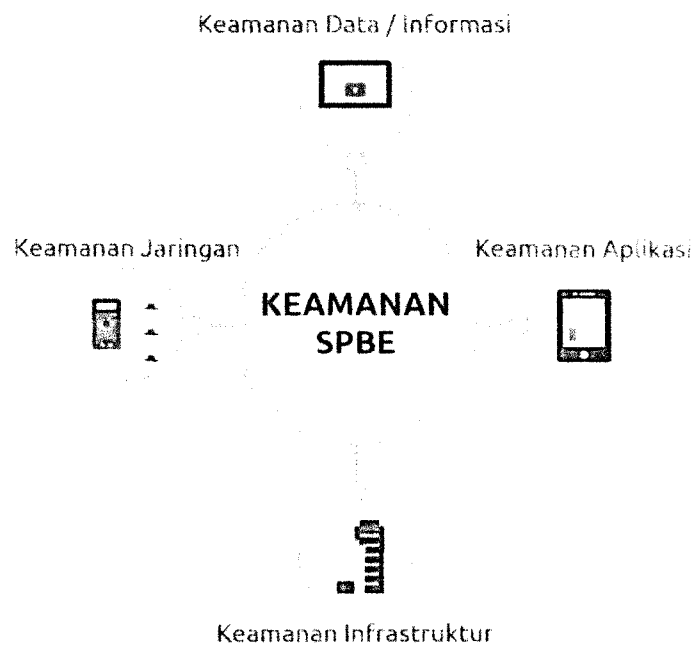 Keamanan Data / Informasi
Keamanan Jaringan
Keamanan Aplikasi
KEAMANAN
SPBE
Keamanan Infrastruktur